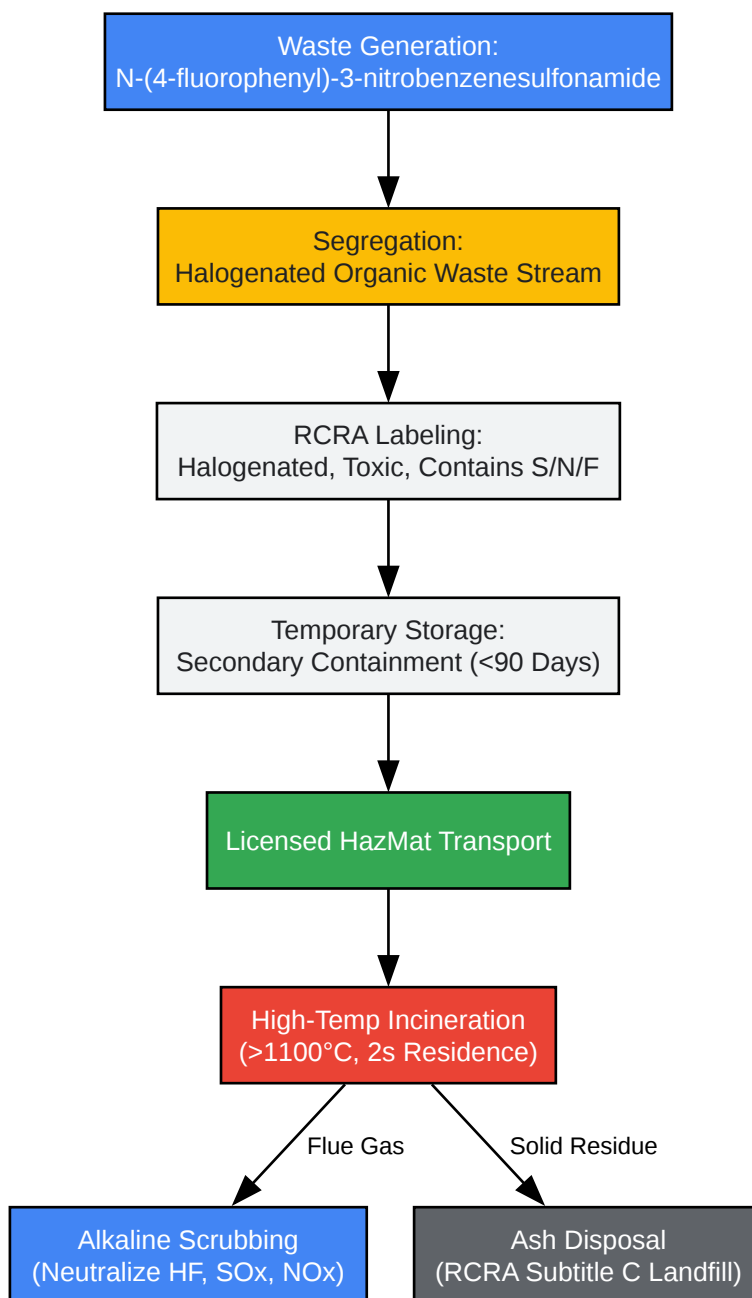 Waste Generation:
N-(4-fluorophenyl)-3-nitrobenzenesulfonamide
Segregation:
Halogenated Organic Waste Stream
RCRA Labeling:
Halogenated, Toxic, Contains S/N/F
Temporary Storage:
Secondary Containment (<90 Days)
Licensed HazMat Transport
High-Temp Incineration
(>1100°C, 2s Residence)
Flue Gas
Solid Residue
Alkaline Scrubbing
(Neutralize HF, SOx, NOx)
Ash Disposal
(RCRA Subtitle C Landfill)